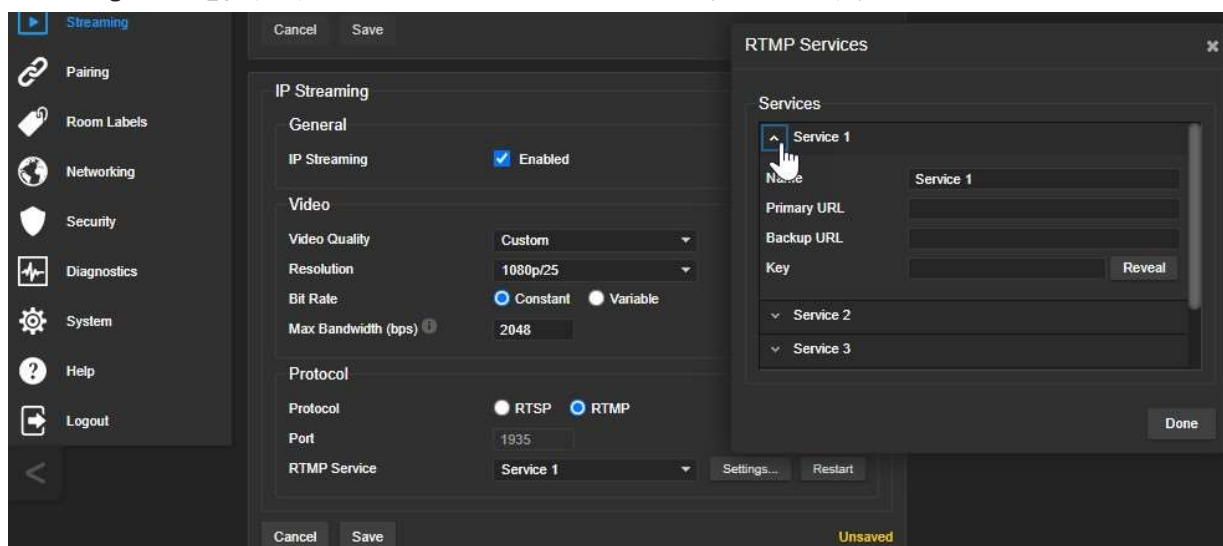 Streaming
Pairing
Room Labels
Networking
Security
Diagnostics
System
Help
Logout
Cancel Save
IP Streaming
General
IP Streaming Enabled
Video
Video Quality Custom
Resolution 1080p/25
Bit Rate Constant Variable
Max Bandwidth (bps) 2048
Protocol
Protocol RTSP RTMP
Port 1935
RTMP Service Service 1 Settings... Restart
Cancel Save Unsaved
RTMP Services
Services
Service 1
Service 1
Primary URL
Backup URL
Key Reveal
Service 2
Service 3
Done